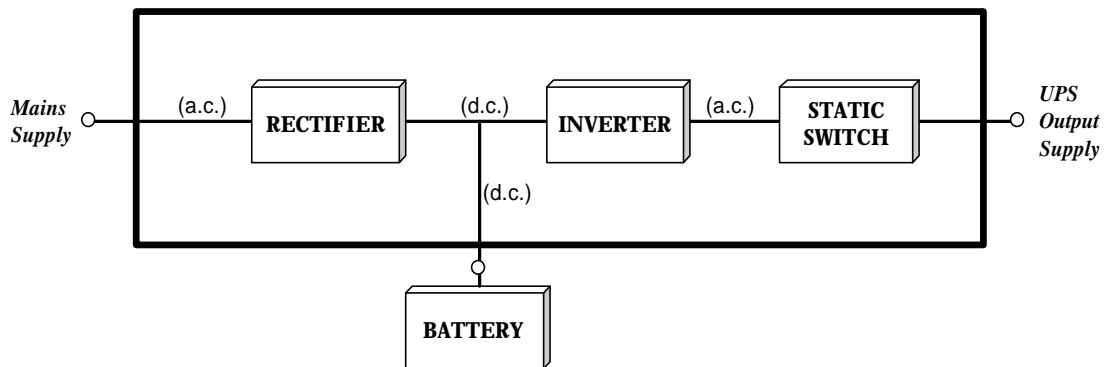 Mains
Supply
(a.c.)
RECTIFIER
(d.c.)
INVERTER
(a.c.)
STATIC
SWITCH
UPS
Output
Supply
(d.c.)
BATTERY